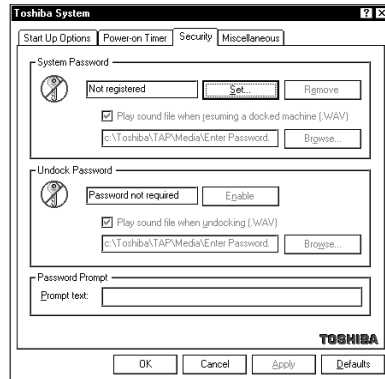 Toshiba System
Start Up Options Power-on Timer Security Miscellaneous
System Password
Not registered Set... Remove
Play sound file when resuming a docked machine (.WAV)
c:\Toshiba\TAP\Media\Enter Password. Browse...
Undock Password
Password not required Enable
Play sound file when undocking (.WAV)
c:\Toshiba\TAP\Media\Enter Password. Browse...
Password Prompt
Prompt text:
TOSHIBA
OK Cancel Apply Defaults